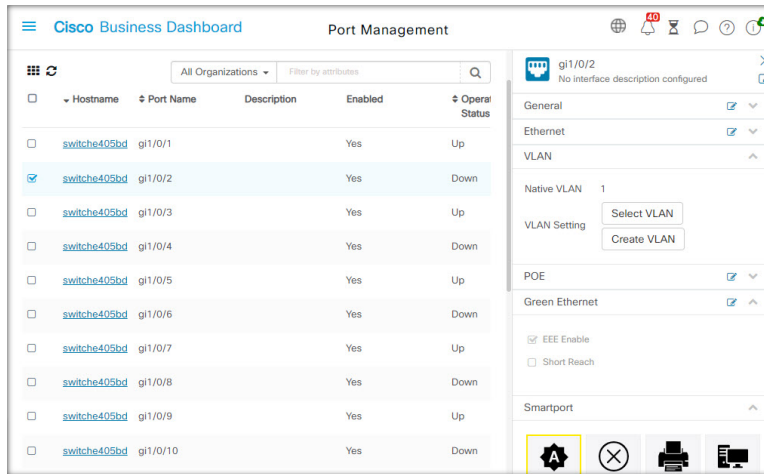 Cisco Business Dashboard
Port Management
40
All Organizations
Filter by attributes
Hostname Port Name Description Enabled
Status
switche405bd gi1/0/1 Yes Up
switche405bd gi1/0/2 Yes Down
switche405bd gi1/0/3 Yes Up
switche405bd gi1/0/4 Yes Down
switche405bd gi1/0/5 Yes Up
switche405bd gi1/0/6 Yes Down
switche405bd gi1/0/7 Yes Up
switche405bd gi1/0/8 Yes Down
switche405bd gi1/0/9 Yes Up
switche405bd gi1/0/10 Yes Down
gi1/0/2
No interface description configured
General
Ethernet
VLAN
Native VLAN 1
VLAN Setting
Select VLAN
Create VLAN
POE
Green Ethernet
EEE Enable
Short Reach
Smartport
A